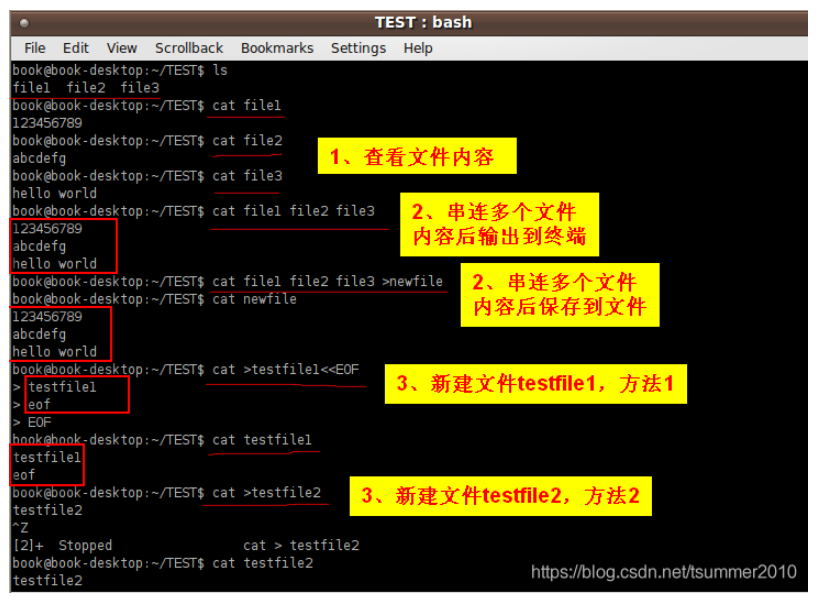 TEST : bash
File Edit View Scrollback Bookmarks Settings Help
book@book-desktop:~/TEST$ ls
file1 file2 file3
book@book-desktop:~/TEST$ cat file1
123456789
book@book-desktop:~/TEST$ cat file2
abcdefg
1、查看文件内容
book@book-desktop:~/TEST$ cat file3
hello world
book@book-desktop:~/TEST$ cat file1 file2 file3
2、串连多个文件
内容后输出到终端
123456789
abcdefg
hello world
book@book-desktop:~/TEST$ cat file1 file2 file3 >newfile
2、串连多个文件
内容后保存到文件
book@book-desktop:~/TEST$ cat newfile
123456789
abcdefg
hello world
book@book-desktop:~/TEST$ cat >testfile1<<EOF
3、新建文件testfile1，方法1
> testfile1
> eof
> EOF
book@book-desktop:~/TEST$ cat testfile1
testfile1
eof
book@book-desktop:~/TEST$ cat >testfile2
3、新建文件testfile2，方法2
testfile2
^Z
[2]+ Stopped cat > testfile2
book@book-desktop:~/TEST$ cat testfile2
testfile2
https://blog.csdn.net/tsummer2010